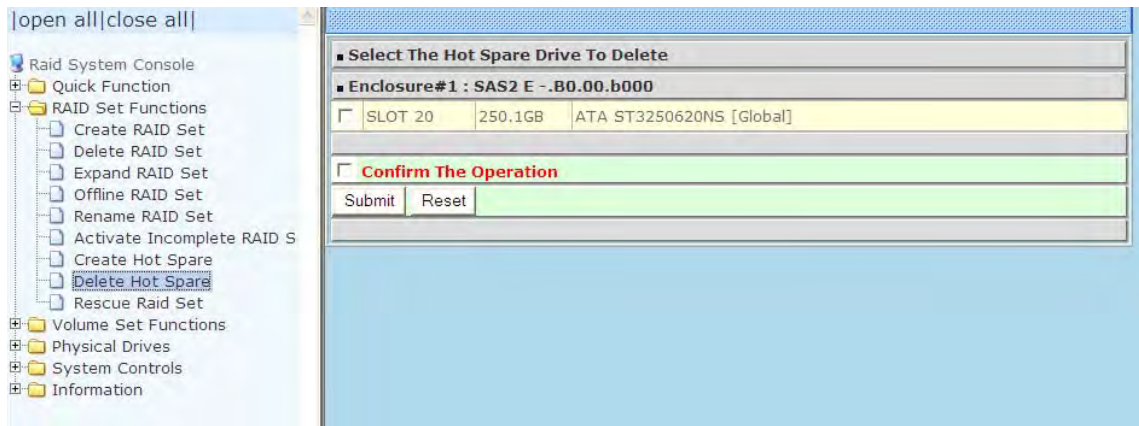 |open all|close all|
Raid System Console
Quick Function
RAID Set Functions
Create RAID Set
Delete RAID Set
Expand RAID Set
Offline RAID Set
Rename RAID Set
Activate Incomplete RAID S
Create Hot Spare
Delete Hot Spare
Rescue Raid Set
Volume Set Functions
Physical Drives
System Controls
Information
Select The Hot Spare Drive To Delete
Enclosure#1 : SAS2 E -.B0.00.b000
SLOT 20 250.1GB ATA ST3250620NS [Global]
Confirm The Operation
Submit Reset